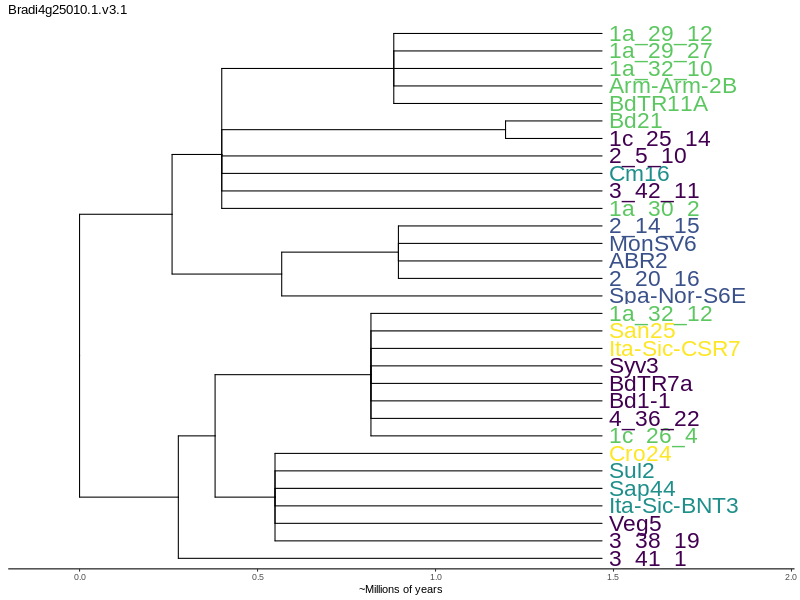 Bradi4g25010.1.v3.1
1a_29_12
1a_29_27
1a_32_10
Arm-Arm-2B
BdTR11A
Bd21
1c_25_14
2_5_10
Cm16
3_42_11
1a_30_2
2_14_15
MonSV6
ABR2
2_20_16
Spa-Nor-S6E
1a_32_12
San25
Ita-Sic-CSR7
Syv3
BdTR7a
Bd1-1
4_36_22
1c_26_4
Cro24
Sul2
Sap44
Ita-Sic-BNT3
Veg5
3_38_19
3_41_1
0.0 0.5 1.0 1.5 2.0
~Millions of years